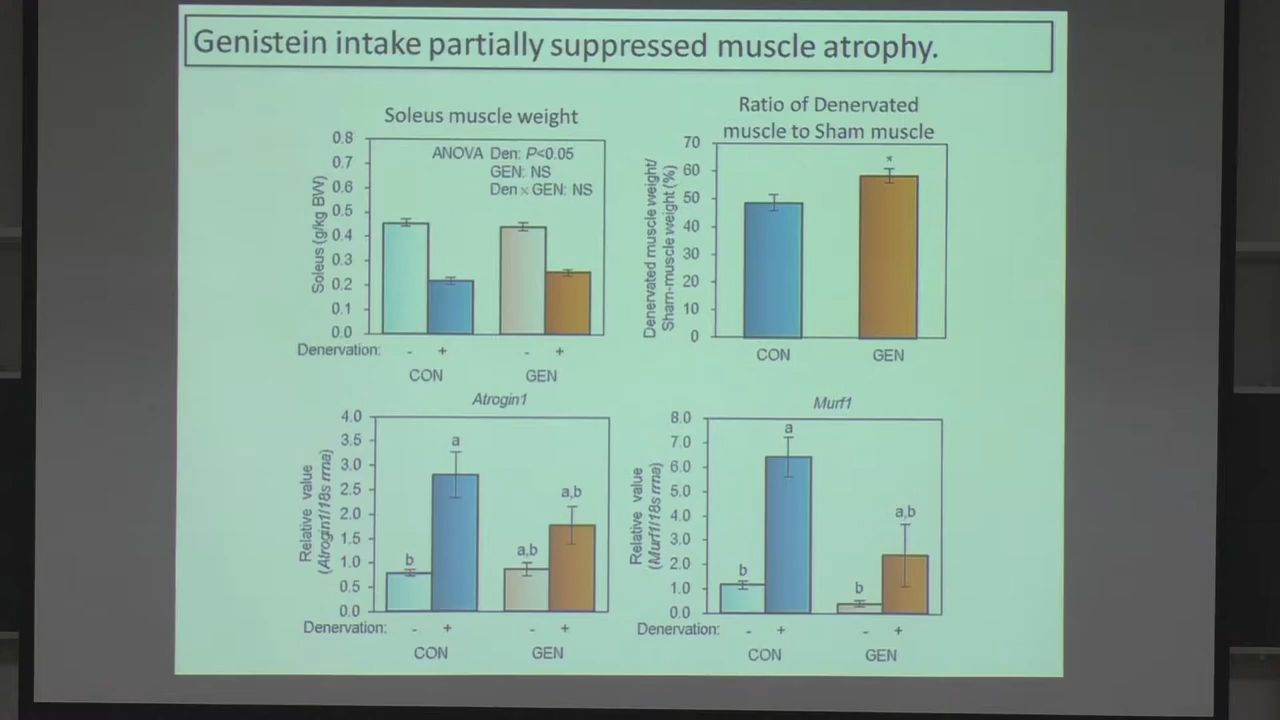 Genistein intake partially suppressed muscle atrophy.
Soleus muscle weight
Soleus (g/kg BW)
0.8
0.7
0.6
0.5
0.4
0.3
0.2
0.1
0.0
ANOVA Den: P<0.05
GEN: NS
Den × GEN: NS
Denervation: - + - +
CON GEN
Ratio of Denervated
muscle to Sham muscle
Denervated muscle weight/
Sham-muscle weight (%)
70
60
50
40
30
20
10
0
*
CON GEN
Atrogin1
Relative value
(Atrogin1/18s rrna)
4.0
3.5
3.0
2.5
2.0
1.5
1.0
0.5
0.0
b a a,b a,b
Denervation: - + - +
CON GEN
Murf1
Relative value
(Murf1/18s rrna)
8.0
7.0
6.0
5.0
4.0
3.0
2.0
1.0
0.0
b a b a,b
Denervation: - + - +
CON GEN